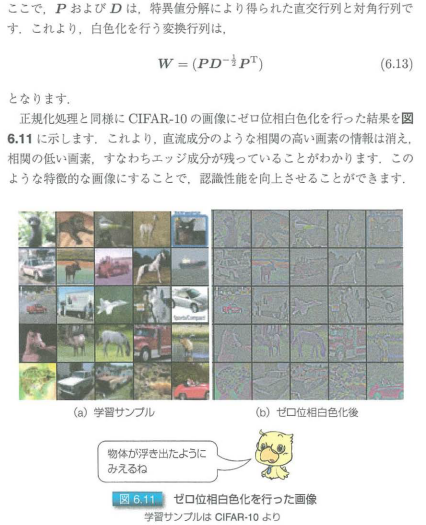 ここで，P および D は，特異値分解により得られた直交行列と対角行列で
す．これより，白色化を行う変換行列は，
W = (PD^{-\frac{1}{2}}P^T) (6.13)
となります．
正規化処理と同様に CIFAR-10 の画像にゼロ位相白色化を行った結果を図
6.11 に示します．これより，直流成分のような相関の高い画素の情報は消え，
相関の低い画素，すなわちエッジ成分が残っていることがわかります．この
ような特徴的な画像にすることで，認識性能を向上させることができます．
(a) 学習サンプル
(b) ゼロ位相白色化後
物体が浮き出たように
みえるね
図 6.11 ゼロ位相白色化を行った画像
学習サンプルは CIFAR-10 より